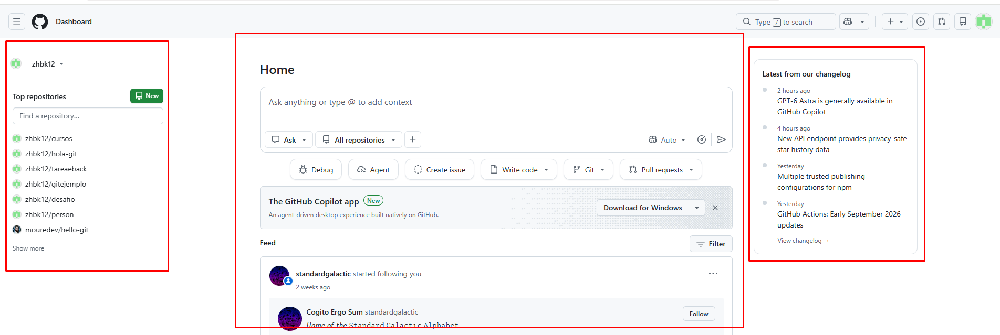 Dashboard
Type / to search
zhbk12
Top repositories
New
Find a repository...
zhbk12/cursos
zhbk12/hola-git
zhbk12/tareaeback
zhbk12/gitejemplo
zhbk12/desafio
zhbk12/person
mouredev/hello-git
Show more
Home
Ask anything or type @ to add context
Ask
All repositories
Auto
Debug
Agent
Create issue
Write code
Git
Pull requests
The GitHub Copilot app New
An agent-driven desktop experience built natively on GitHub.
Download for Windows
Feed
Filter
standardgalactic started following you
2 weeks ago
Cogito Ergo Sum standardgalactic
Follow
Home of the Standard Galactic Alphabet
Latest from our changelog
2 hours ago
GPT-6 Astra is generally available in
GitHub Copilot
4 hours ago
New API endpoint provides privacy-safe
star history data
Yesterday
Multiple trusted publishing
configurations for npm
Yesterday
GitHub Actions: Early September 2026
updates
View changelog →